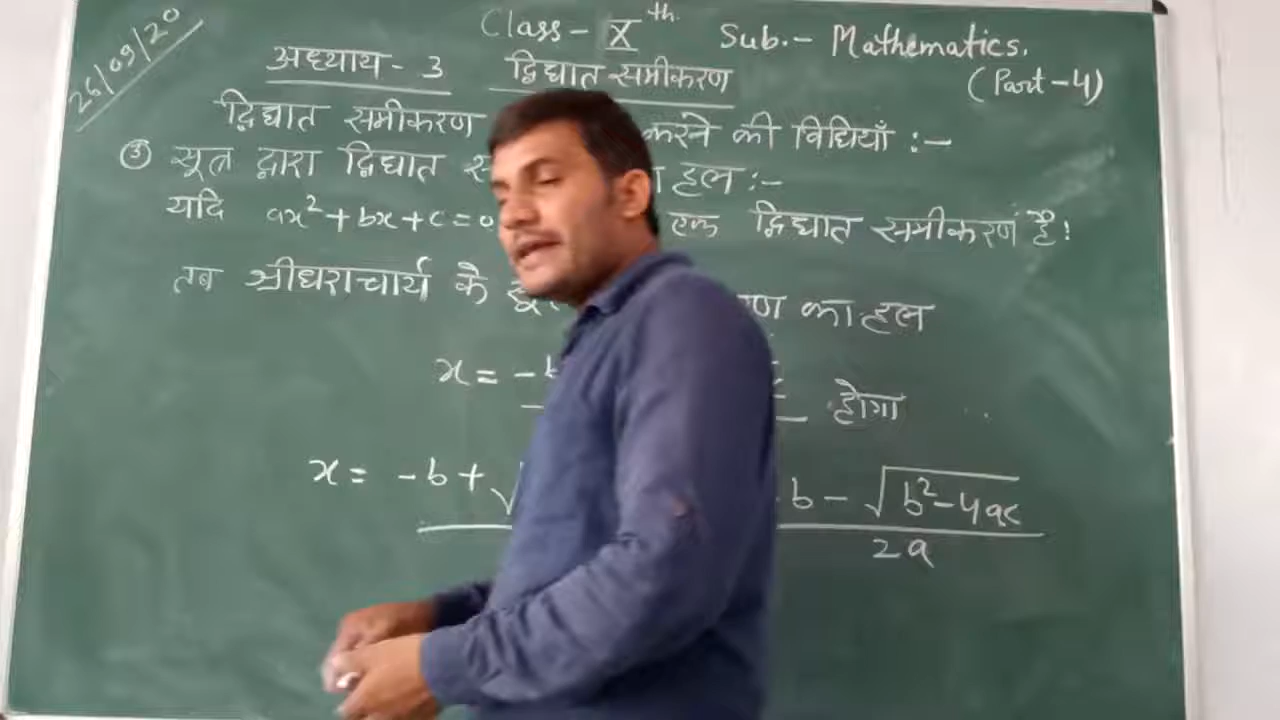 26/09/20
Class - Xth. Sub. - Mathematics.
अध्याय - 3 द्विघात समीकरण (Part-4)
द्विघात समीकरण करने की विधियाँ :-
③ सूत्र द्वारा द्विघात हल :-
यदि ax²+bx+c=0 एक द्विघात समीकरण है!
तब श्रीधराचार्य के का हल
x = -b होगा
x = -b + √ b - √b²-4ac
2a